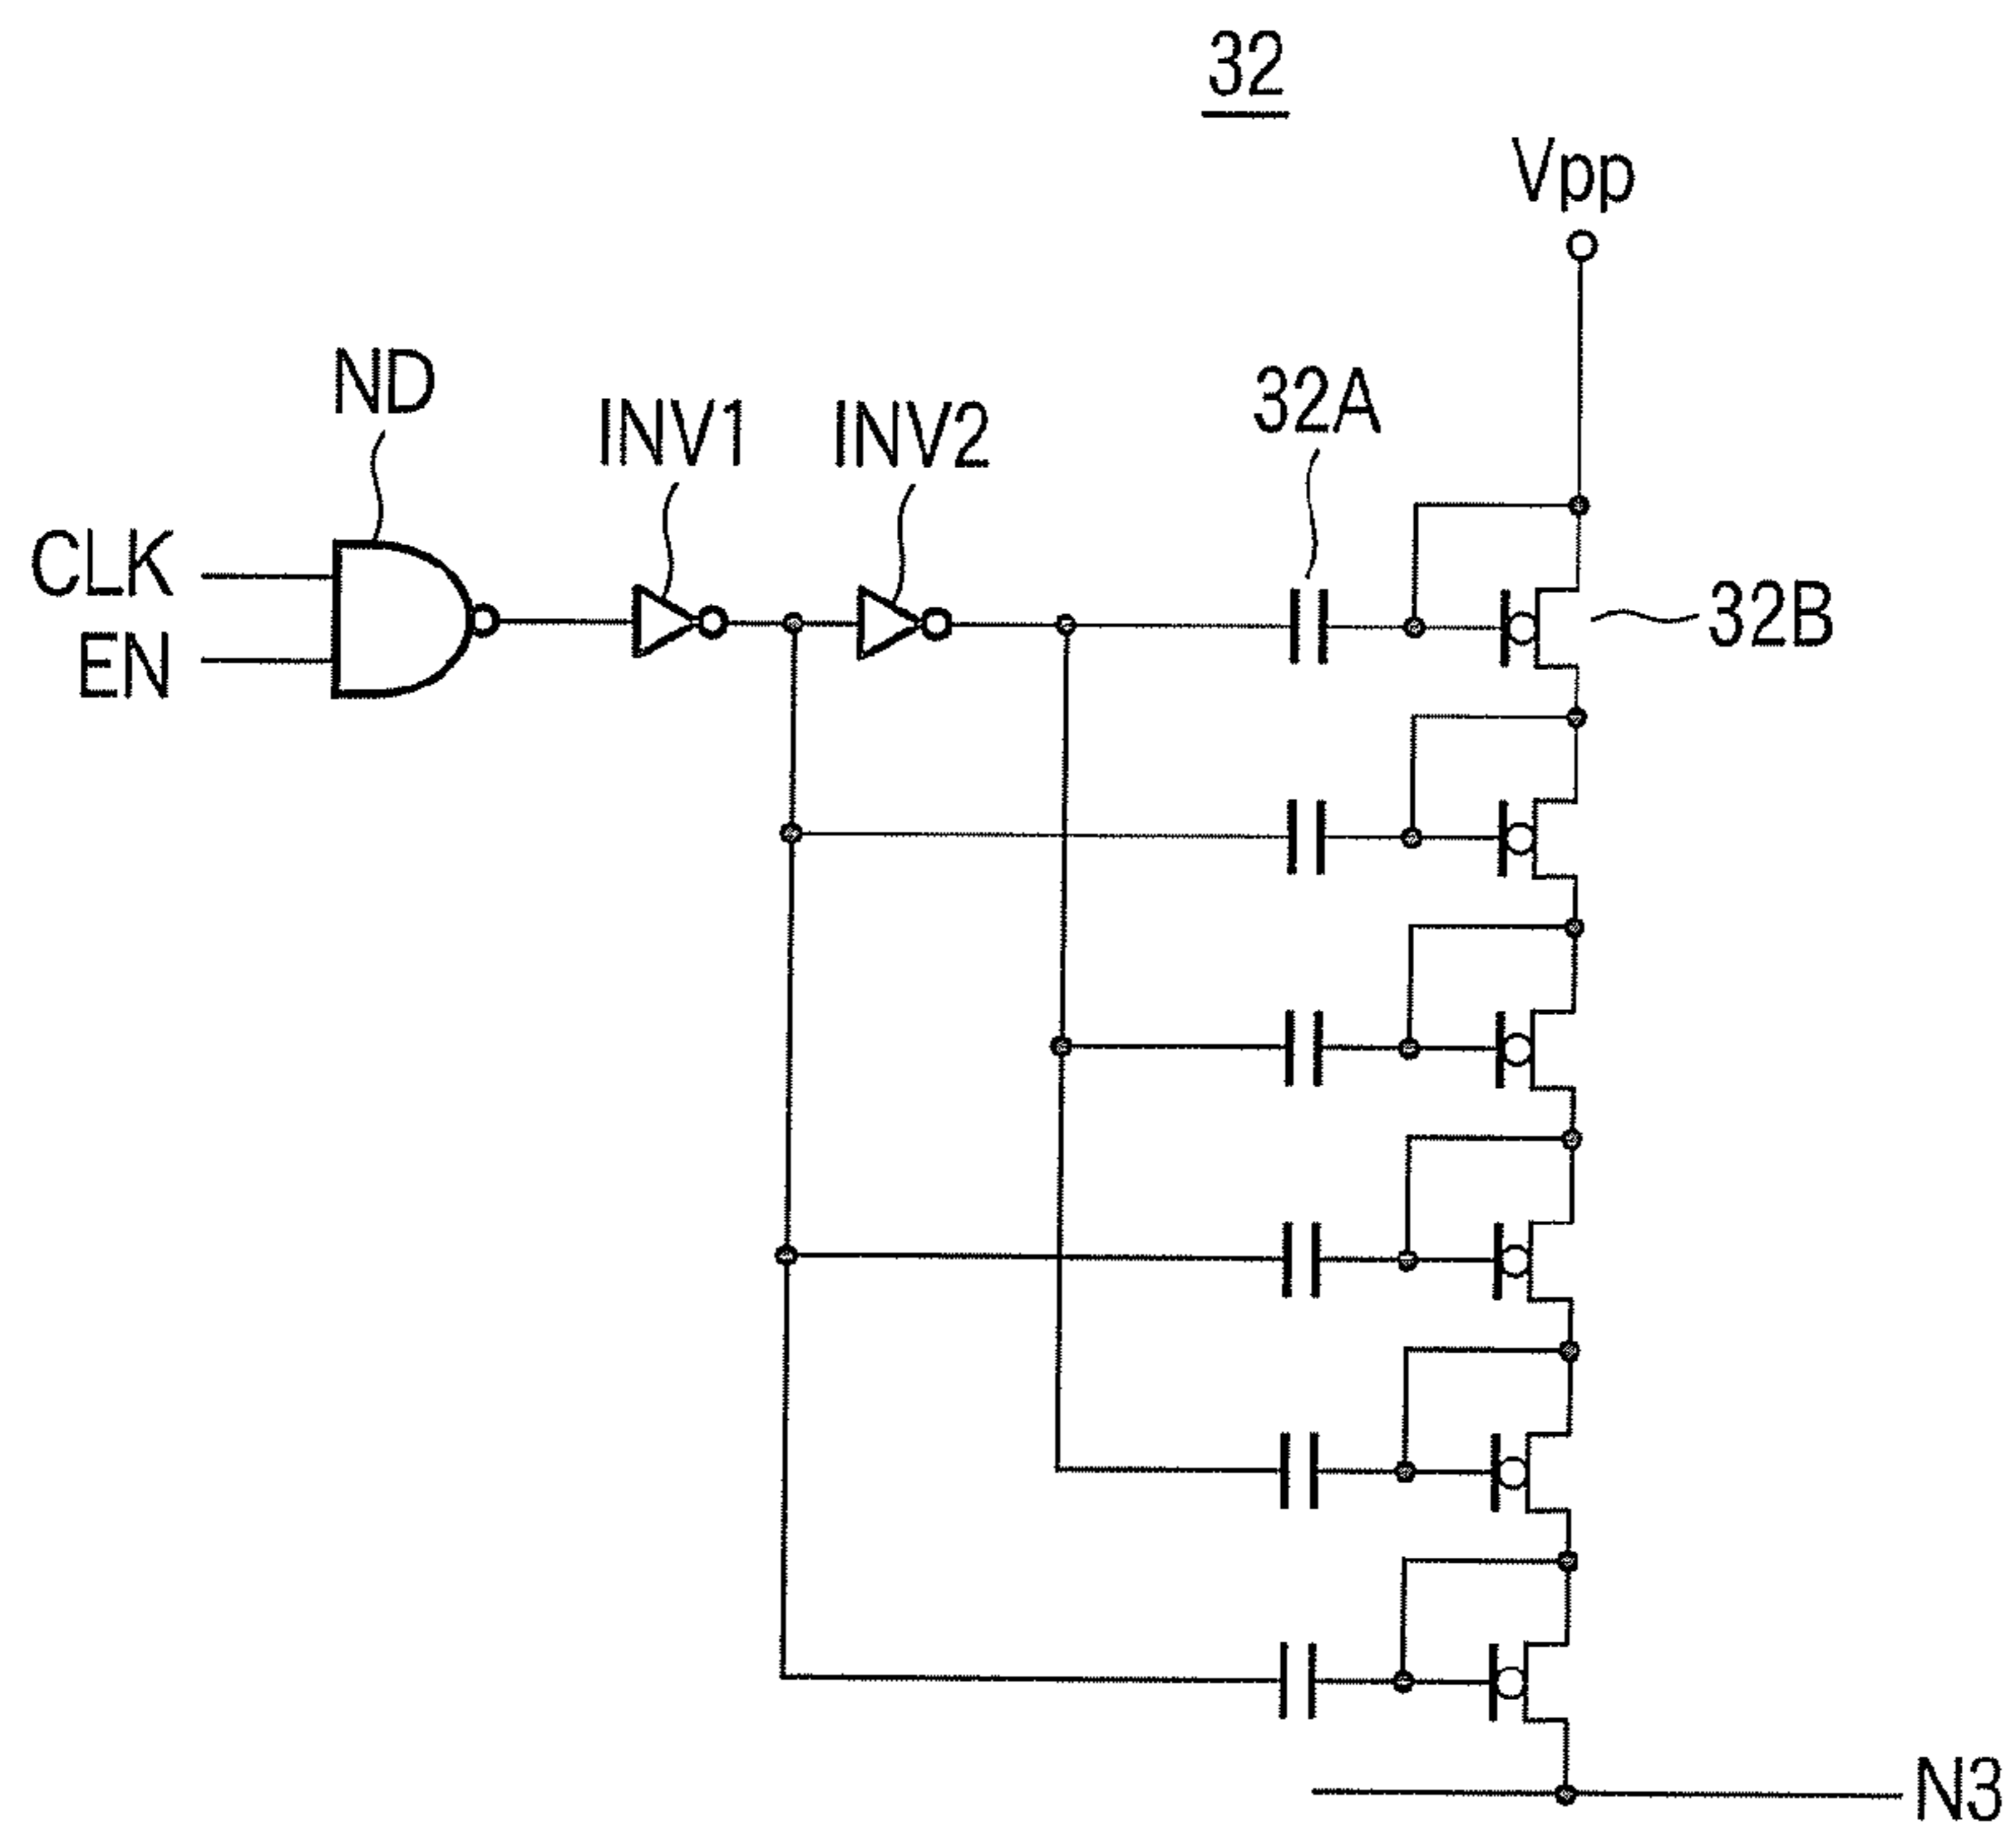 32
Vpp
ND
INV1
INV2
32A
CLK
EN
32B
N3